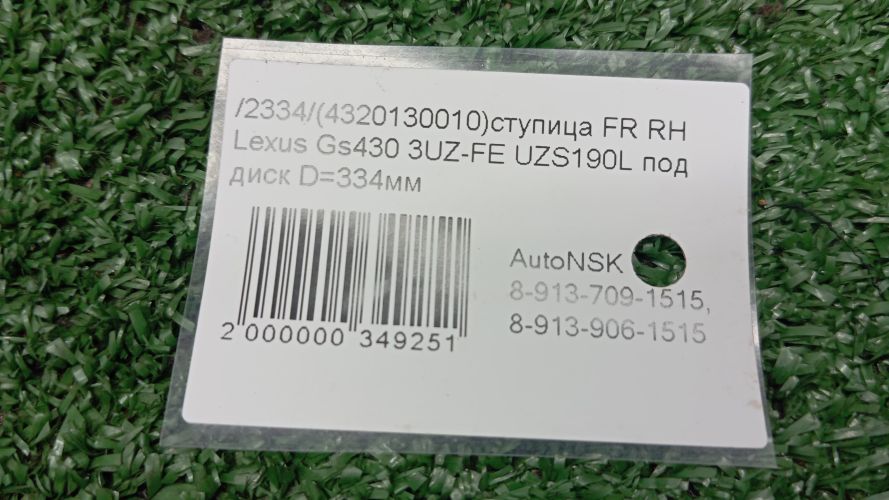 /2334/(4320130010)ступица FR RH
Lexus Gs430 3UZ-FE UZS190L под
диск D=334мм
2 000000 349251
AutoNSK
8-913-709-1515,
8-913-906-1515